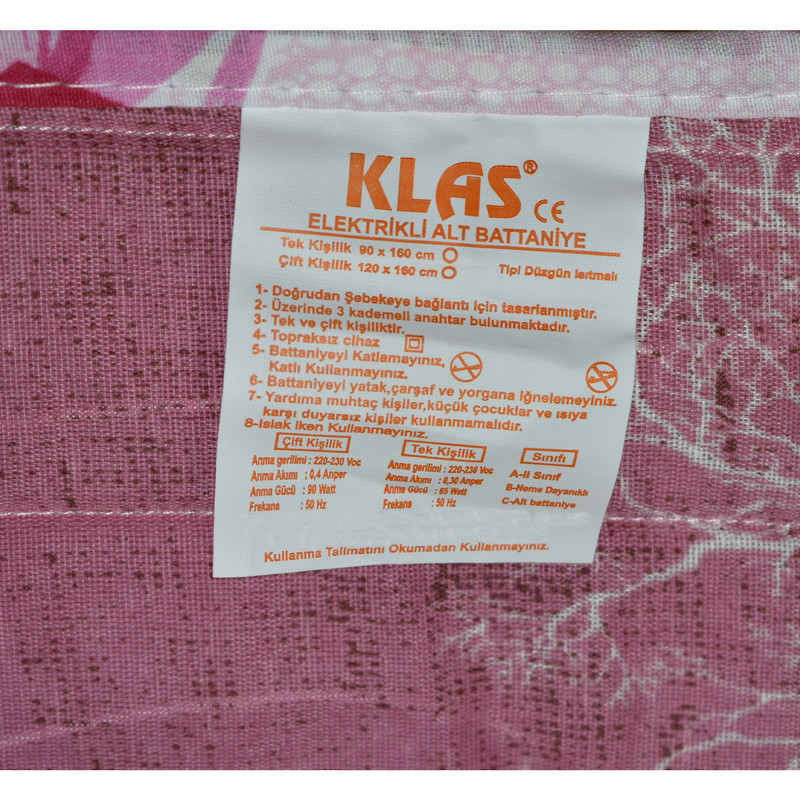 KLAS® CE
ELEKTRİKLİ ALT BATTANİYE
Tek Kişilik 90 x 160 cm
Çift Kişilik 120 x 160 cm
Tipi Düzgün Isıtmalı
1- Doğrudan Şebekeye bağlantı için tasarlanmıştır.
2- Üzerinde 3 kademeli anahtar bulunmaktadır.
3- Tek ve çift kişiliktir.
4- Topraksız cihaz
5- Battaniyeyi Katlamayınız,
Katlı Kullanmayınız.
6- Battaniyeyi yatak,çarşaf ve yorgana İğnelemeyiniz.
7- Yardıma muhtaç kişiler,küçük çocuklar ve ısıya
karşı duyarsız kişiler kullanmamalıdır.
8-Islak İken Kullanmayınız.
Çift Kişilik
Anma gerilimi : 220-230 Voc
Anma Akımı : 0,4 Anper
Anma Gücü : 90 Watt
Frekans : 50 Hz
Tek Kişilik
Anma gerilimi : 220-230 Voc
Anma Akımı : 0,30 Anper
Anma Gücü : 65 Watt
Frekans : 50 Hz
Sınıfı
A-II Sınıf
B-Neme Dayanıklı
C-Alt battaniye
Kullanma Talimatını Okumadan Kullanmayınız.